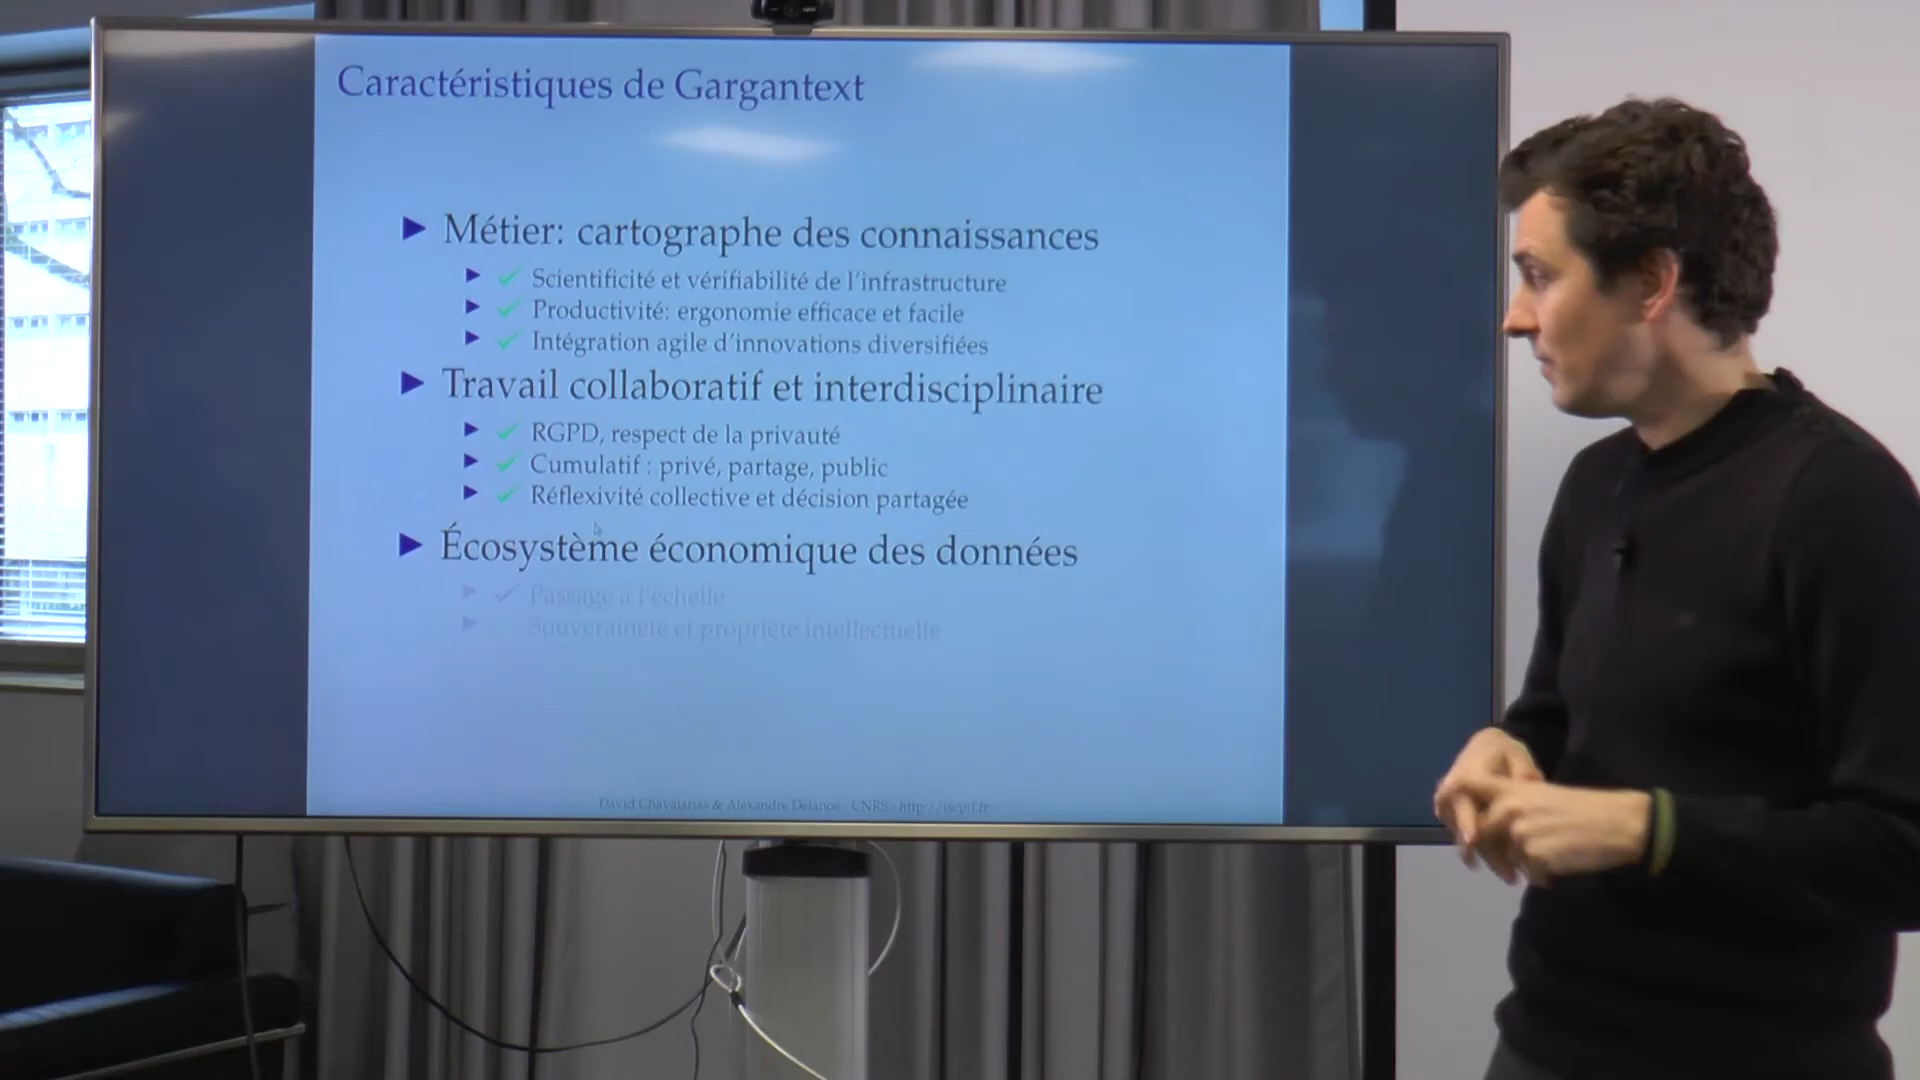 Caractéristiques de Gargantext
Métier: cartographe des connaissances
Scientificité et vérifiabilité de l'infrastructure
Productivité: ergonomie efficace et facile
Intégration agile d'innovations diversifiées
Travail collaboratif et interdisciplinaire
RGPD, respect de la privauté
Cumulatif : privé, partage, public
Réflexivité collective et décision partagée
Écosystème économique des données
Passage à l'échelle
Souveraineté et propriété intellectuelle
David Chavalarias & Alexandre Delanoë - CNRS - http://iscpif.fr